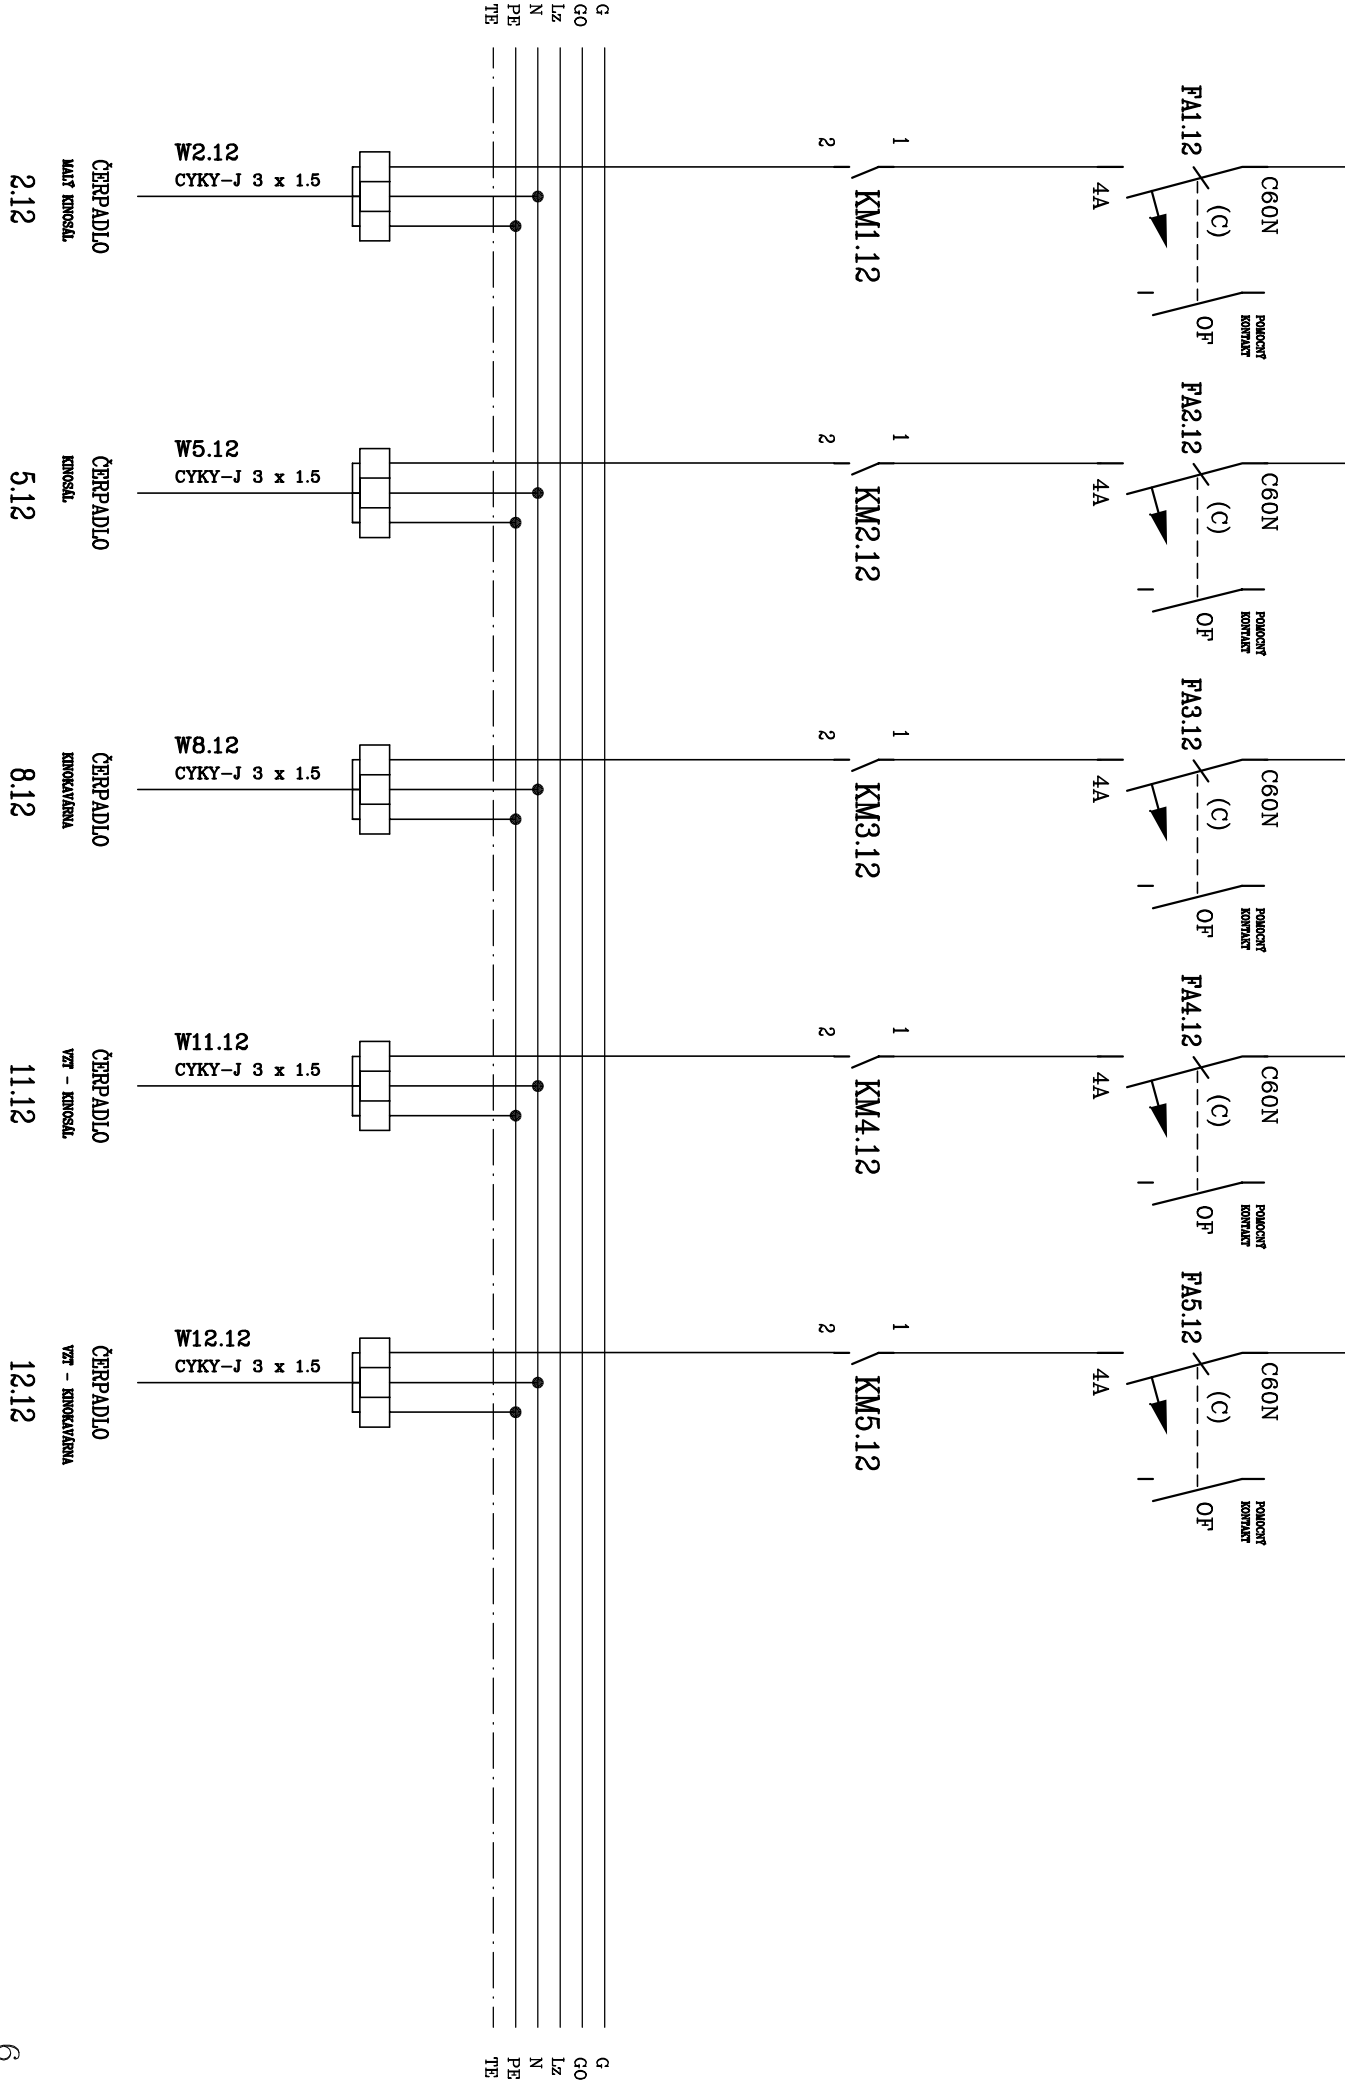 G
GO
Lz
N
PE
TE
FA1.12
C60N
(C)
4A
OF
POMOCNÝ
KONTAKT
1
2
KM1.12
W2.12
CYKY-J 3 x 1.5
ČERPADLO
MALÝ KINOSÁL
2.12
FA2.12
C60N
(C)
4A
OF
POMOCNÝ
KONTAKT
1
2
KM2.12
W5.12
CYKY-J 3 x 1.5
ČERPADLO
KINOSÁL
5.12
FA3.12
C60N
(C)
4A
OF
POMOCNÝ
KONTAKT
1
2
KM3.12
W8.12
CYKY-J 3 x 1.5
ČERPADLO
KINOKAVÁRNA
8.12
FA4.12
C60N
(C)
4A
OF
POMOCNÝ
KONTAKT
1
2
KM4.12
W11.12
CYKY-J 3 x 1.5
ČERPADLO
VZT - KINOSÁL
11.12
FA5.12
C60N
(C)
4A
OF
POMOCNÝ
KONTAKT
1
2
KM5.12
W12.12
CYKY-J 3 x 1.5
ČERPADLO
VZT - KINOKAVÁRNA
12.12
G
GO
Lz
N
PE
TE
6